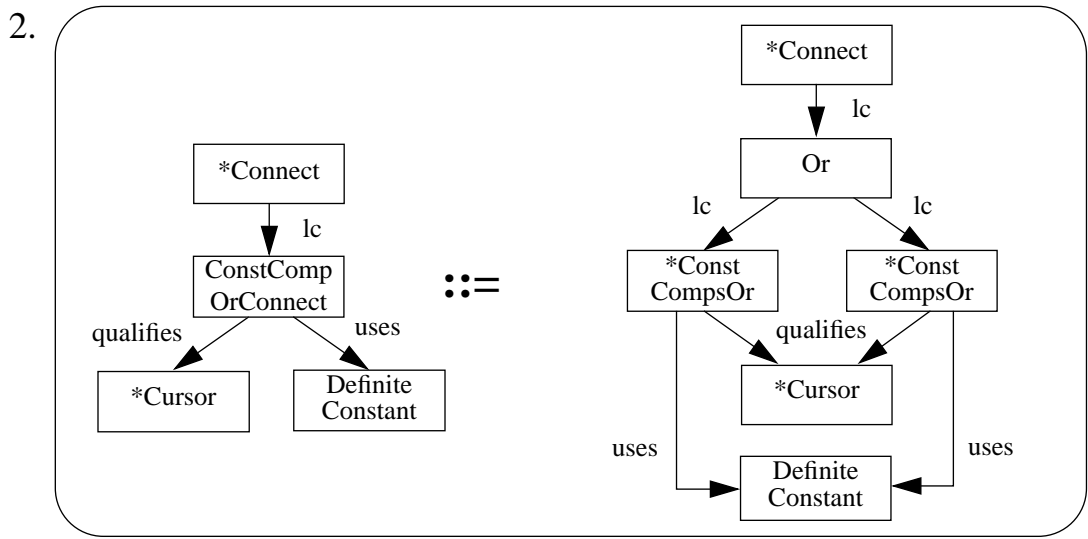 2.
*Connect
lc
ConstComp
OrConnect
qualifies
uses
*Cursor
Definite
Constant
::=
*Connect
lc
Or
lc
lc
*Const
CompsOr
*Const
CompsOr
qualifies
*Cursor
uses
uses
Definite
Constant